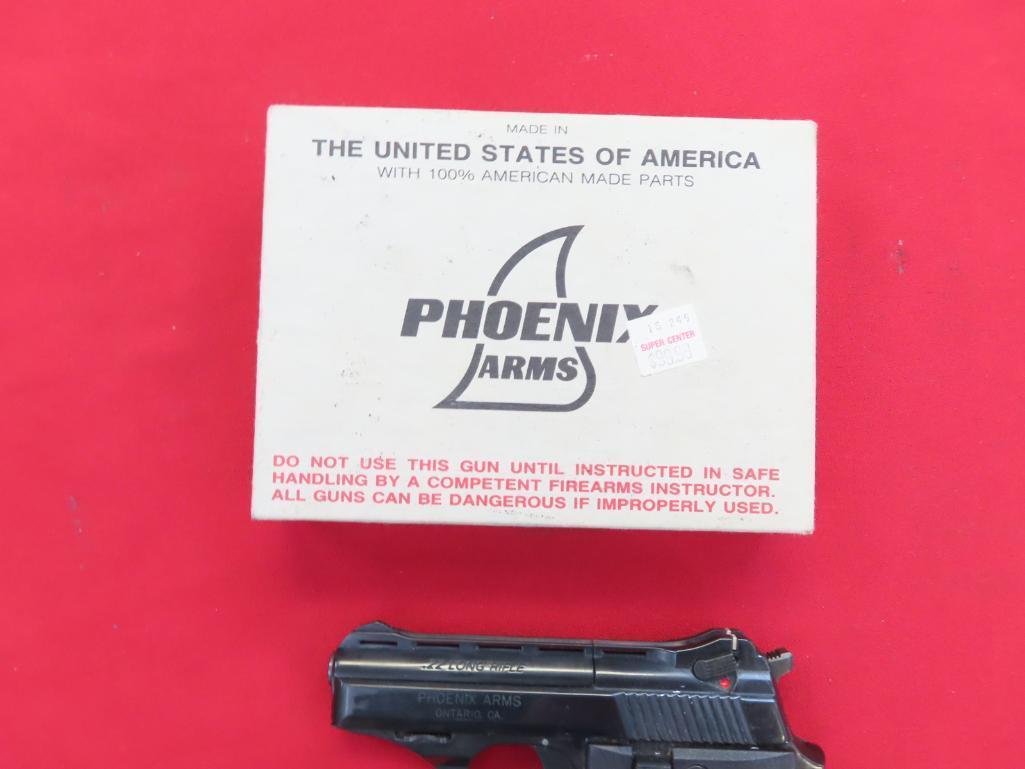 MADE IN
THE UNITED STATES OF AMERICA
WITH 100% AMERICAN MADE PARTS
PHOENIX
ARMS
SUPER CENTER
DO NOT USE THIS GUN UNTIL INSTRUCTED IN SAFE
HANDLING BY A COMPETENT FIREARMS INSTRUCTOR.
ALL GUNS CAN BE DANGEROUS IF IMPROPERLY USED.
.22 LONG RIFLE
PHOENIX ARMS
ONTARIO, CA.